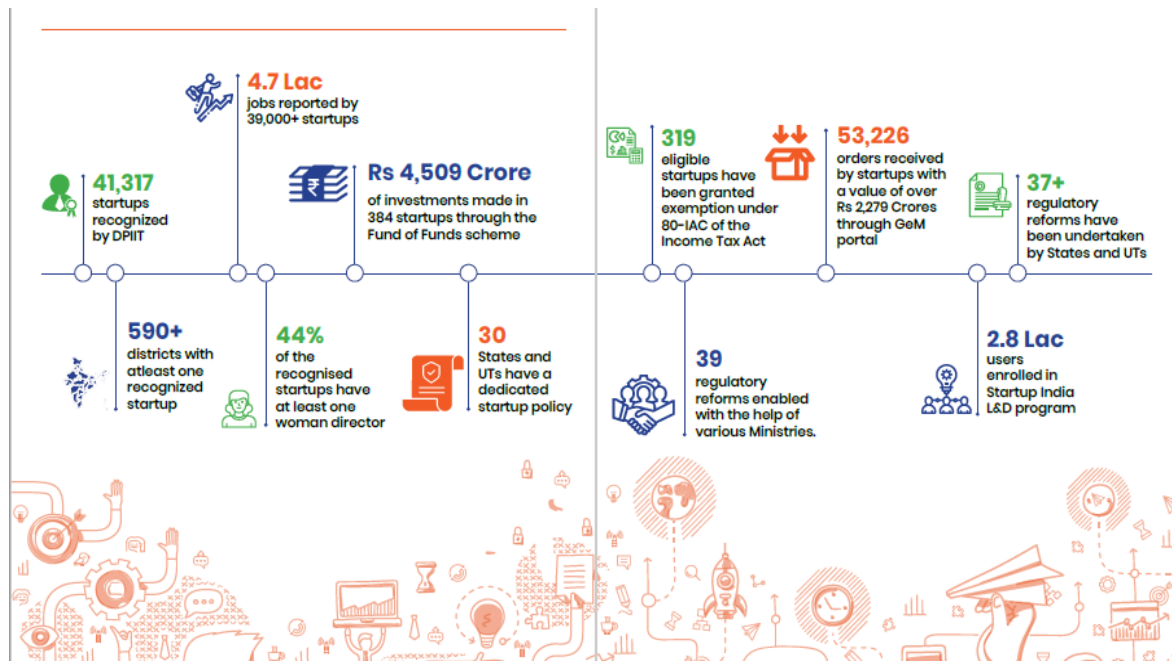 4.7 Lac
jobs reported by
39,000+ startups
41,317
startups
recognized
by DPIIT
Rs 4,509 Crore
of investments made in
384 startups through the
Fund of Funds scheme
319
eligible
startups have
been granted
exemption under
80-IAC of the
Income Tax Act
53,226
orders received
by startups with
a value of over
Rs 2,279 Crores
through GeM
portal
37+
regulatory
reforms have
been undertaken
by States and UTs
590+
districts with
atleast one
recognized
startup
44%
of the
recognised
startups have
at least one
woman director
30
States and
UTs have a
dedicated
startup policy
39
regulatory
reforms enabled
with the help of
various Ministries.
2.8 Lac
users
enrolled in
Startup India
L&D program